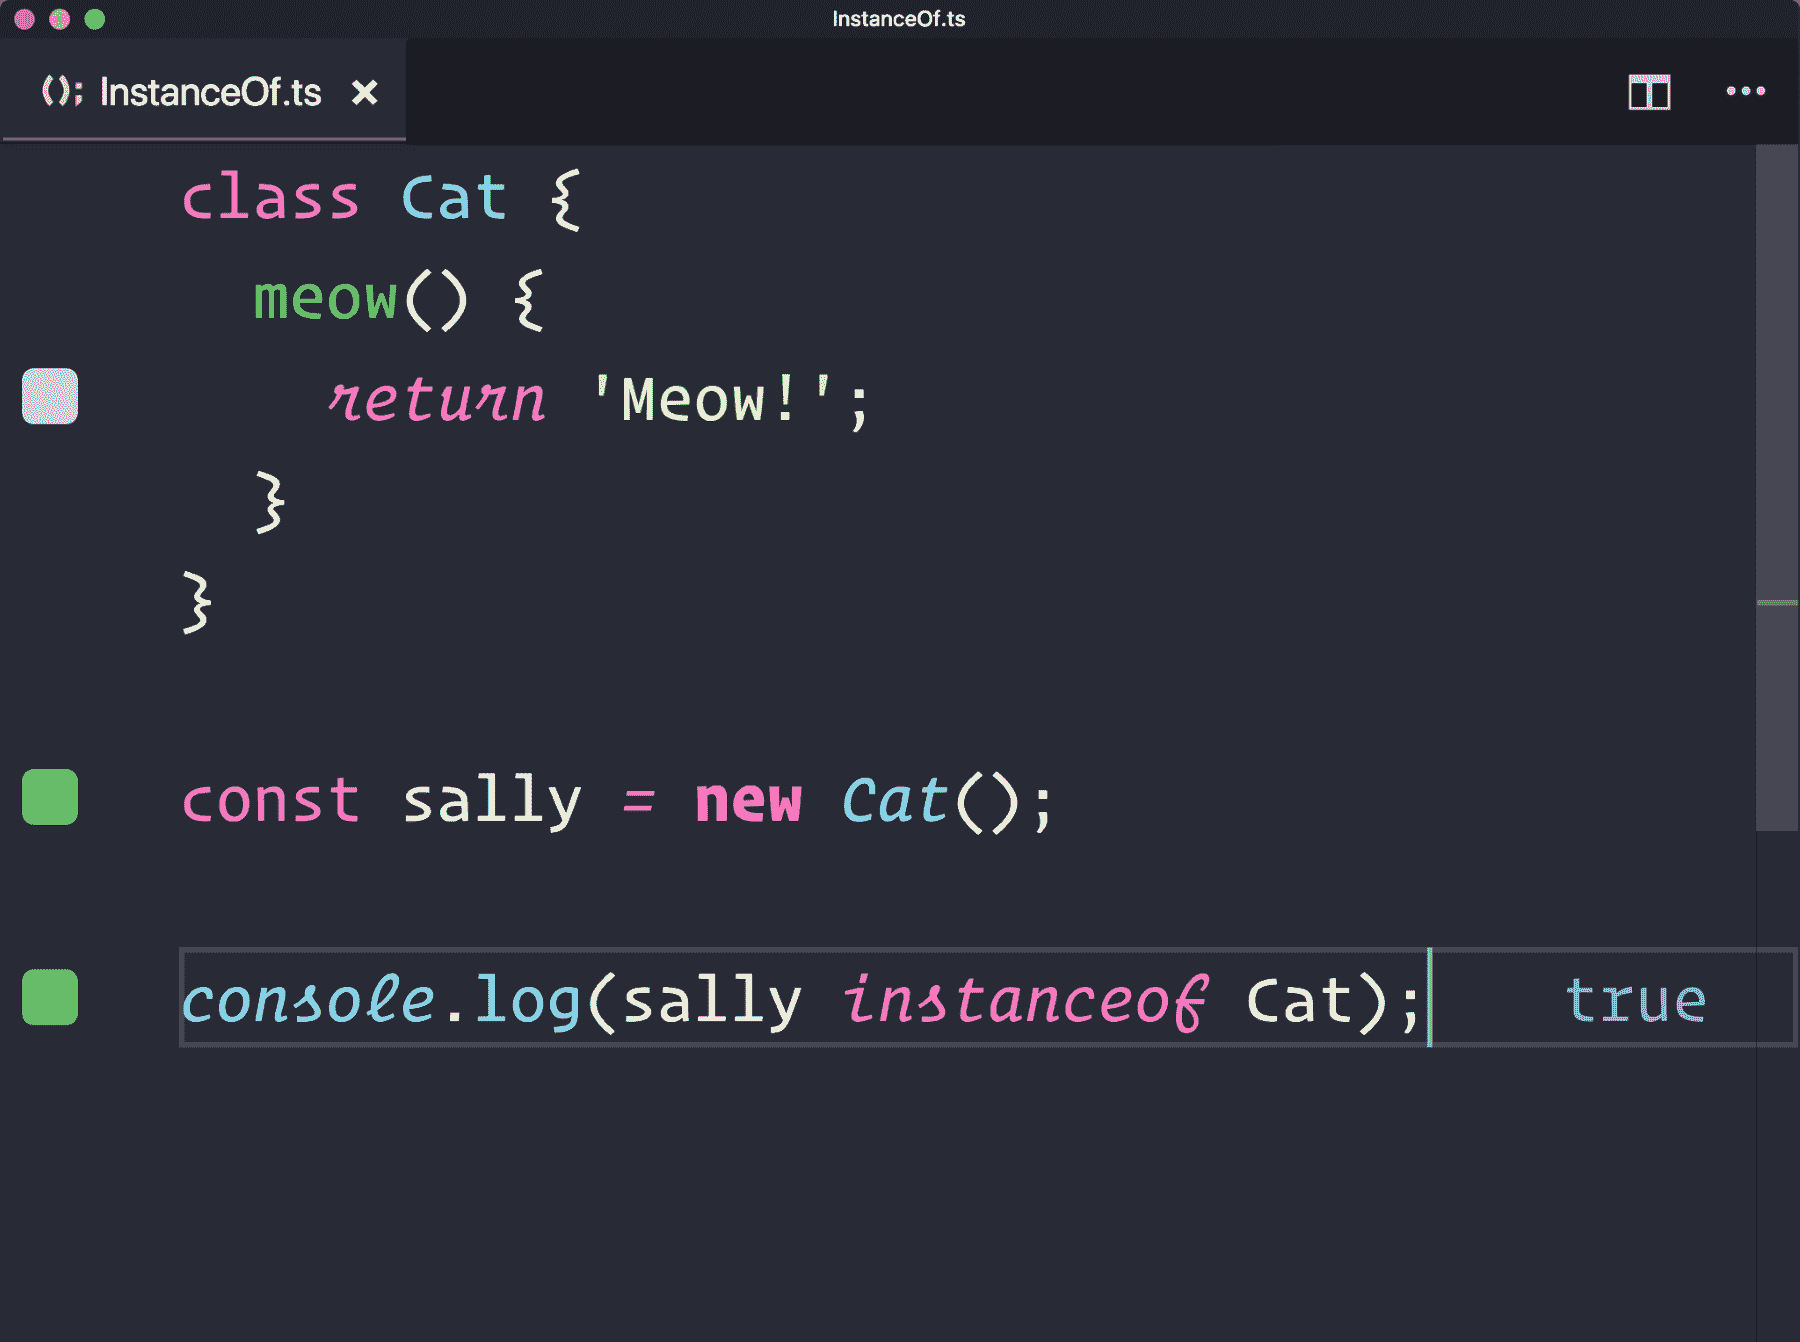 InstanceOf.ts
(); InstanceOf.ts
class Cat {
  meow() {
    return 'Meow!';
  }
}
const sally = new Cat();
console.log(sally instanceof Cat); true